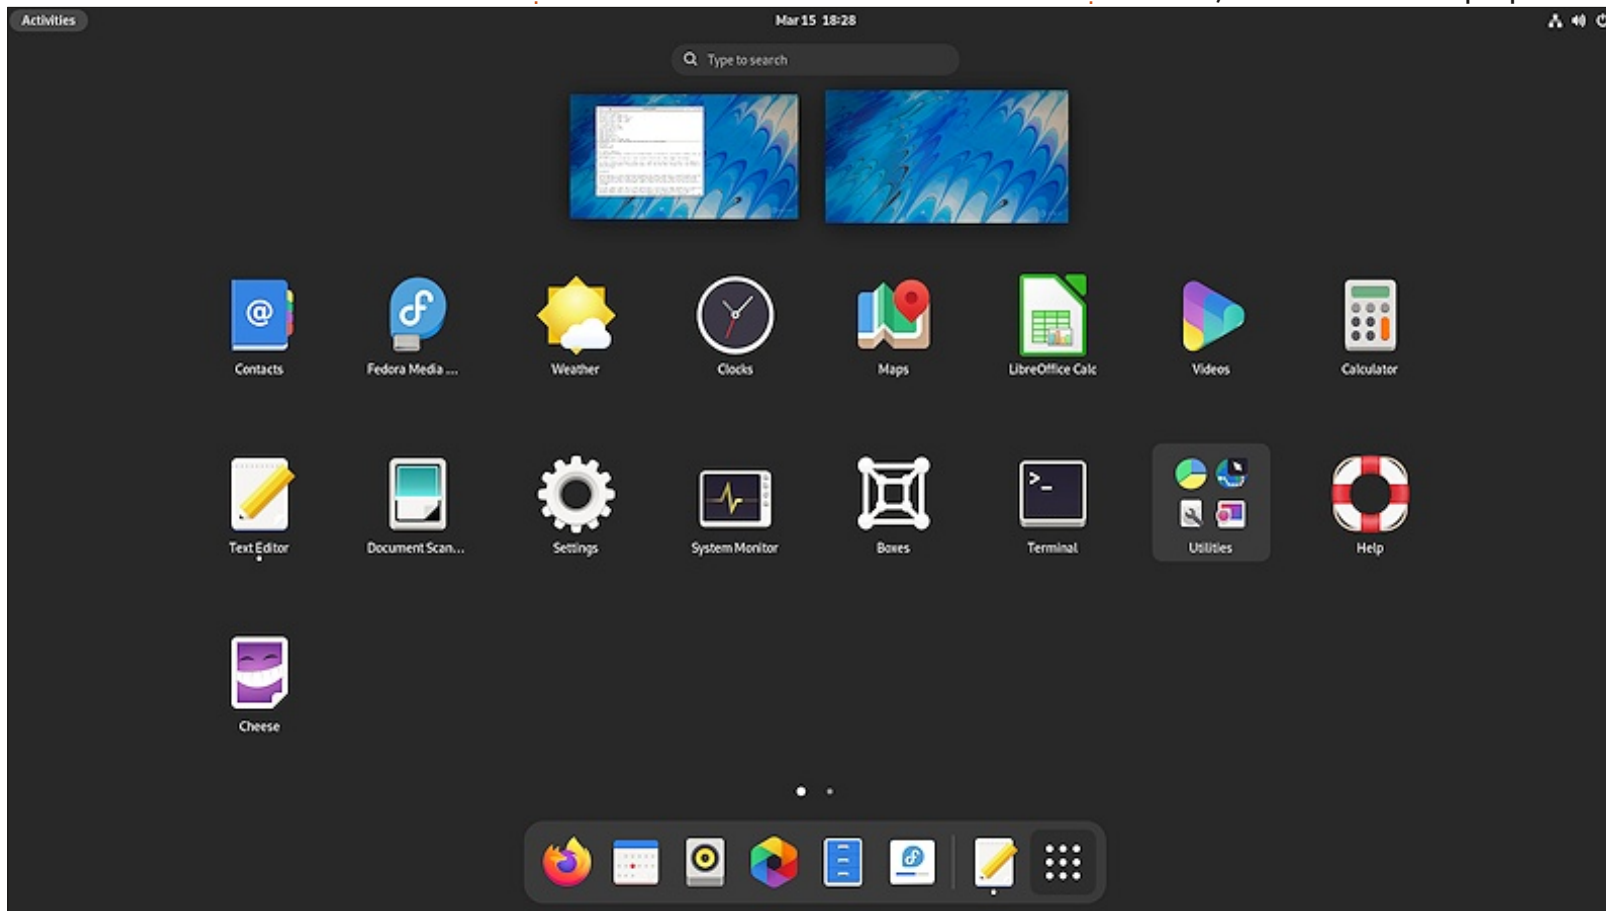 Activities
Mar 15 18:28
Type to search
Contacts
Fedora Media ...
Weather
Clocks
Maps
LibreOffice Calc
Videos
Calculator
Text Editor
Document Scan...
Settings
System Monitor
Boxes
Terminal
Utilities
Help
Cheese